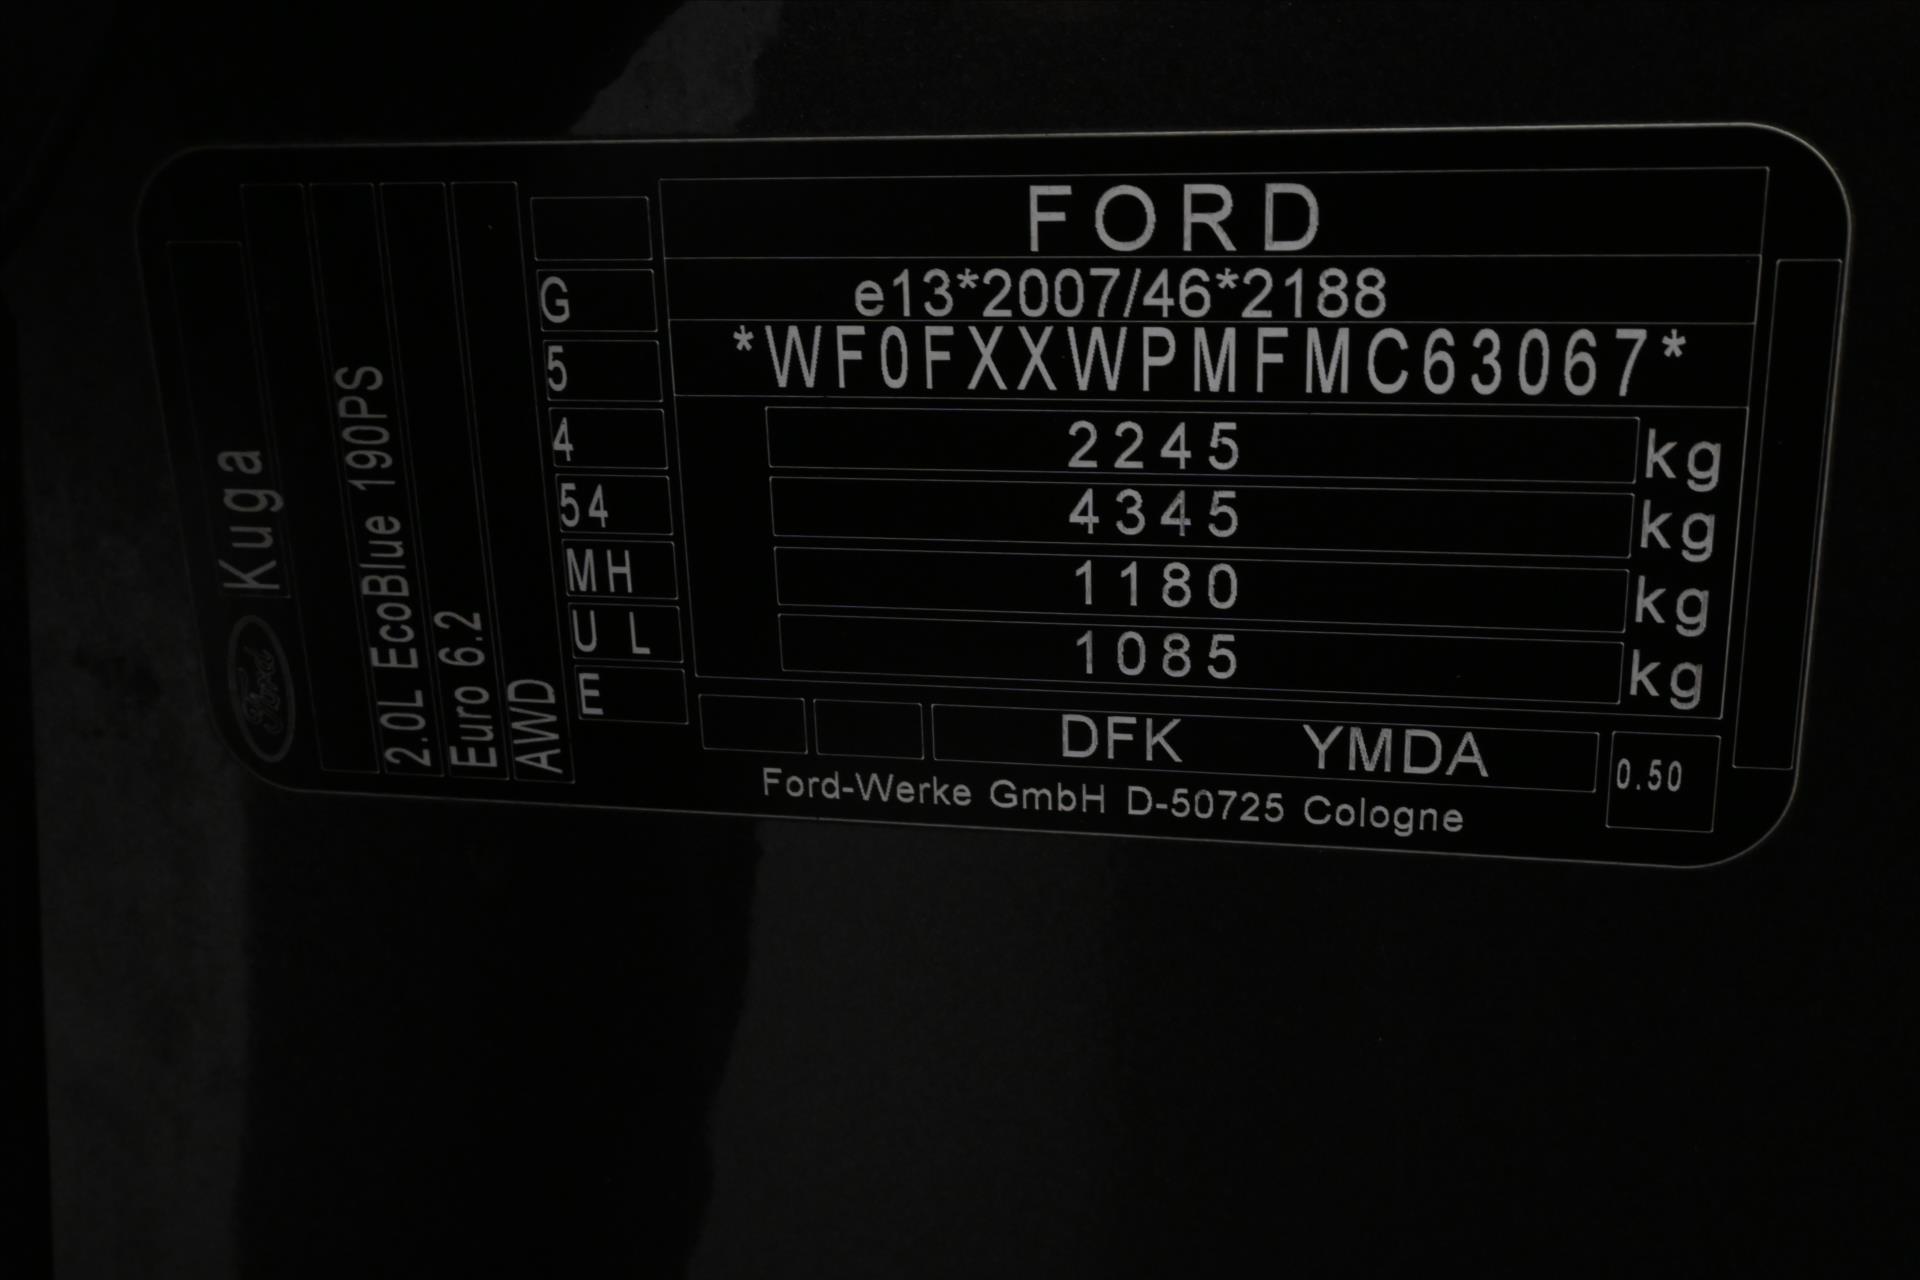 FORD
e13*2007/46*2188
*WF0FXXWPMFMC63067*
2245 kg
4345 kg
1180 kg
1085 kg
DFK YMDA
0.50
Ford-Werke GmbH D-50725 Cologne
G
5
4
54
MH
U L
E
Ford
Kuga
2.0L EcoBlue 190PS
Euro 6.2
AWD